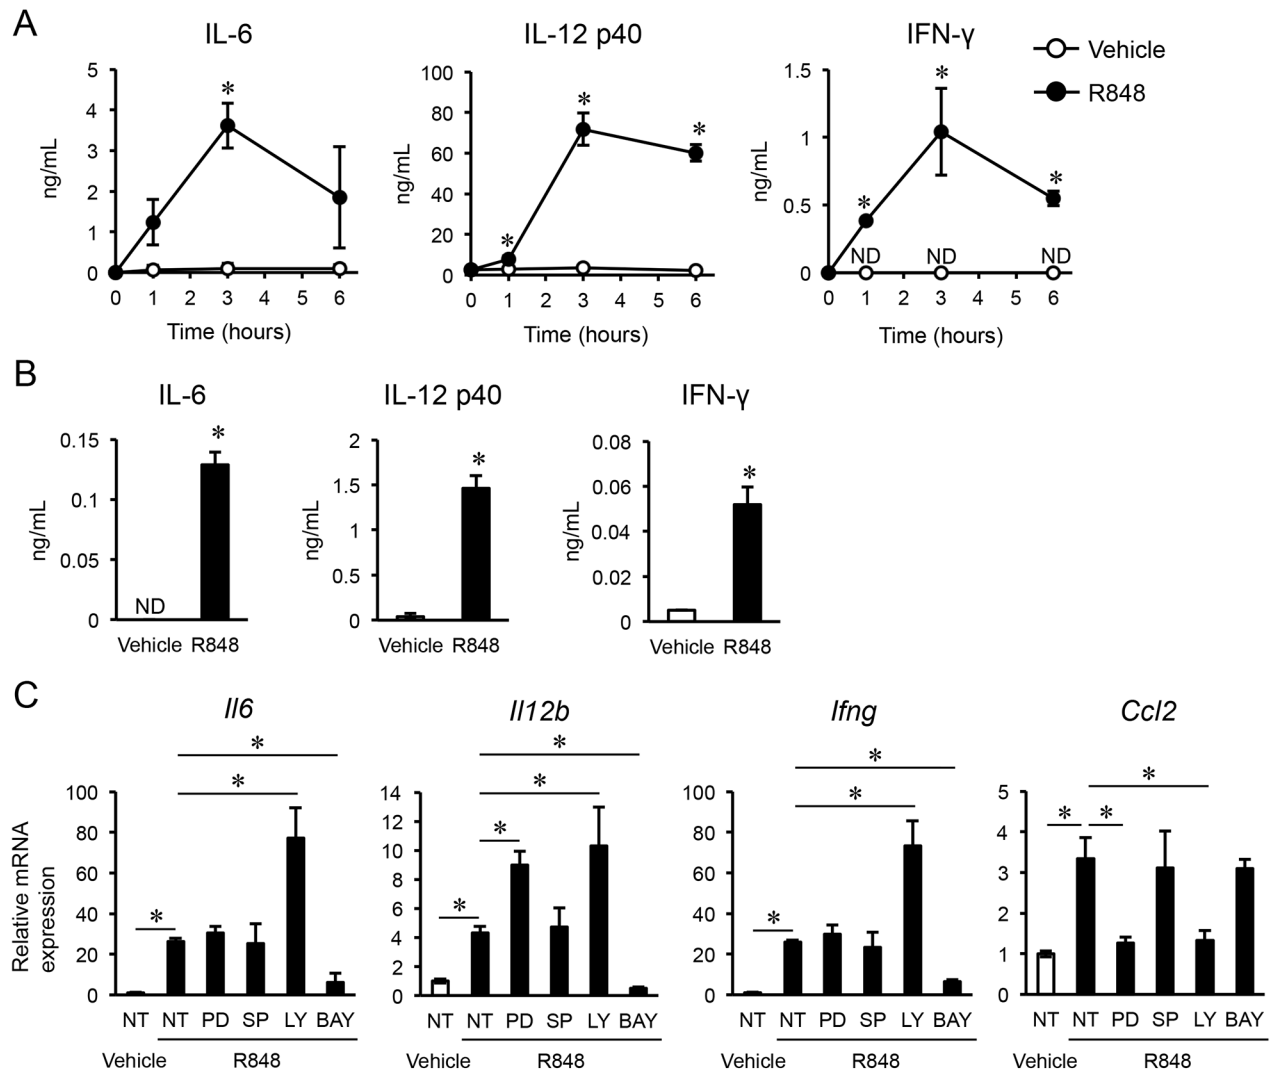 A
IL-6
IL-12 p40
IFN-γ
Vehicle
R848
5
4
3
2
1
0
ng/mL
*
0 1 2 3 4 5 6
Time (hours)
100
80
60
40
20
0
ng/mL
*
*
*
0 1 2 3 4 5 6
Time (hours)
1.5
1
0.5
0
ng/mL
*
*
*
ND ND ND
0 1 2 3 4 5 6
Time (hours)
B
IL-6
IL-12 p40
IFN-γ
0.15
0.1
0.05
0
ng/mL
*
ND
Vehicle R848
2
1.5
1
0.5
0
ng/mL
*
Vehicle R848
0.08
0.06
0.04
0.02
0
ng/mL
*
Vehicle R848
C
Il6
Il12b
Ifng
Ccl2
Relative mRNA
expression
100
80
60
40
20
0
*
*
*
NT NT PD SP LY BAY
Vehicle R848
14
12
10
8
6
4
2
0
*
*
*
*
NT NT PD SP LY BAY
Vehicle R848
100
80
60
40
20
0
*
*
*
NT NT PD SP LY BAY
Vehicle R848
5
4
3
2
1
0
*
* *
NT NT PD SP LY BAY
Vehicle R848